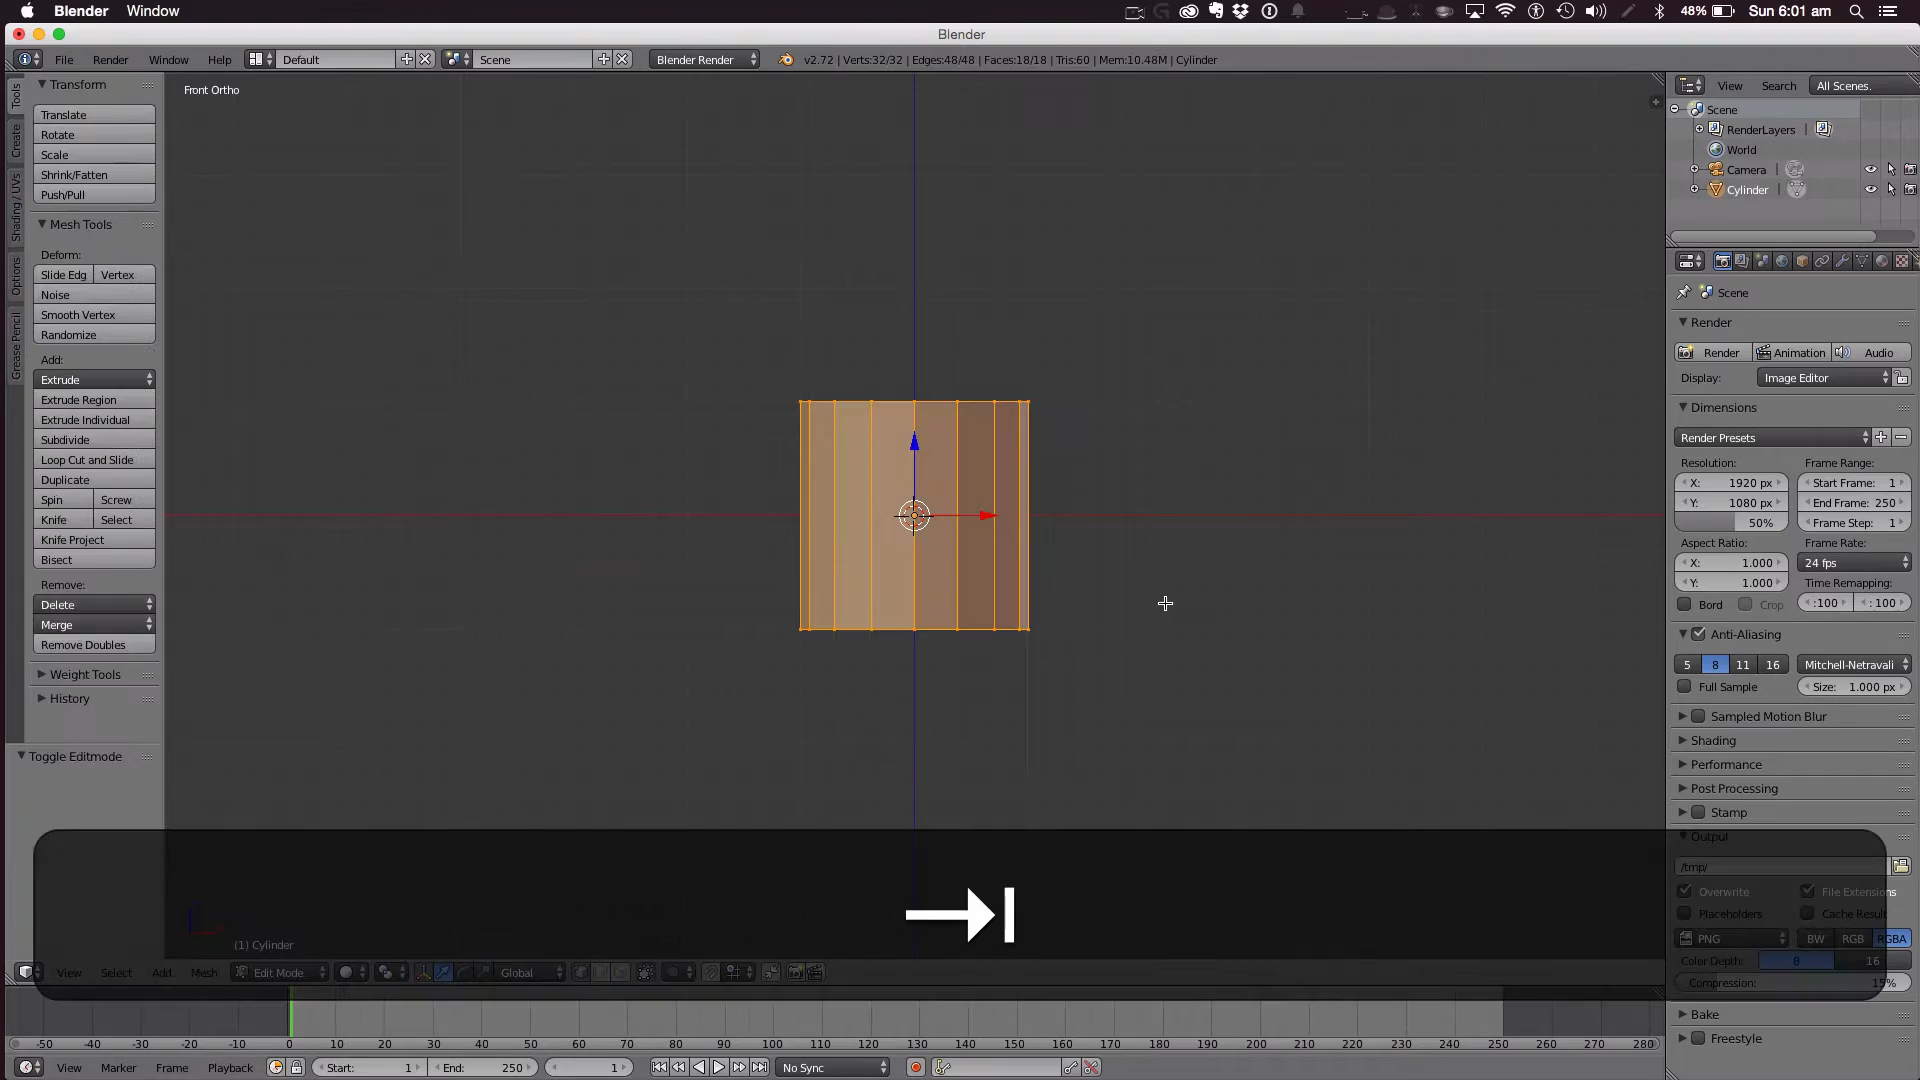 Blender Window
48% Sun 6:01 am
Blender
File Render Window Help Default Scene Blender Render v2.72 | Verts:32/32 | Edges:48/48 | Faces:18/18 | Tris:60 | Mem:10.48M | Cylinder
Tools
Create
Shading / UVs
Options
Grease Pencil
Transform
Translate
Rotate
Scale
Shrink/Fatten
Push/Pull
Mesh Tools
Deform:
Slide Edg Vertex
Noise
Smooth Vertex
Randomize
Add:
Extrude
Extrude Region
Extrude Individual
Subdivide
Loop Cut and Slide
Duplicate
Spin Screw
Knife Select
Knife Project
Bisect
Remove:
Delete
Merge
Remove Doubles
Weight Tools
History
Toggle Editmode
Front Ortho
(1) Cylinder
View Select Add Mesh Edit Mode Global
-50 -40 -30 -20 -10 0 10 20 30 40 50 60 70 80 90 100 110 120 130 140 150 160 170 180 190 200 210 220 230 240 250 260 270 280
View Marker Frame Playback Start: 1 End: 250 1 No Sync
View Search All Scenes.
Scene
RenderLayers
World
Camera
Cylinder
Scene
Render
Render Animation Audio
Display: Image Editor
Dimensions
Render Presets
Resolution: Frame Range:
X: 1920 px Start Frame: 1
Y: 1080 px End Frame: 250
50% Frame Step: 1
Aspect Ratio: Frame Rate:
X: 1.000 24 fps
Y: 1.000 Time Remapping:
Bord Crop :100 : 100
Anti-Aliasing
5 8 11 16 Mitchell-Netravali
Full Sample Size: 1.000 px
Sampled Motion Blur
Shading
Performance
Post Processing
Stamp
Output
/tmp/
Overwrite File Extensions
Placeholders Cache Result
PNG BW RGB RGBA
Color Depth: 8 16
Compression: 15%
Bake
Freestyle